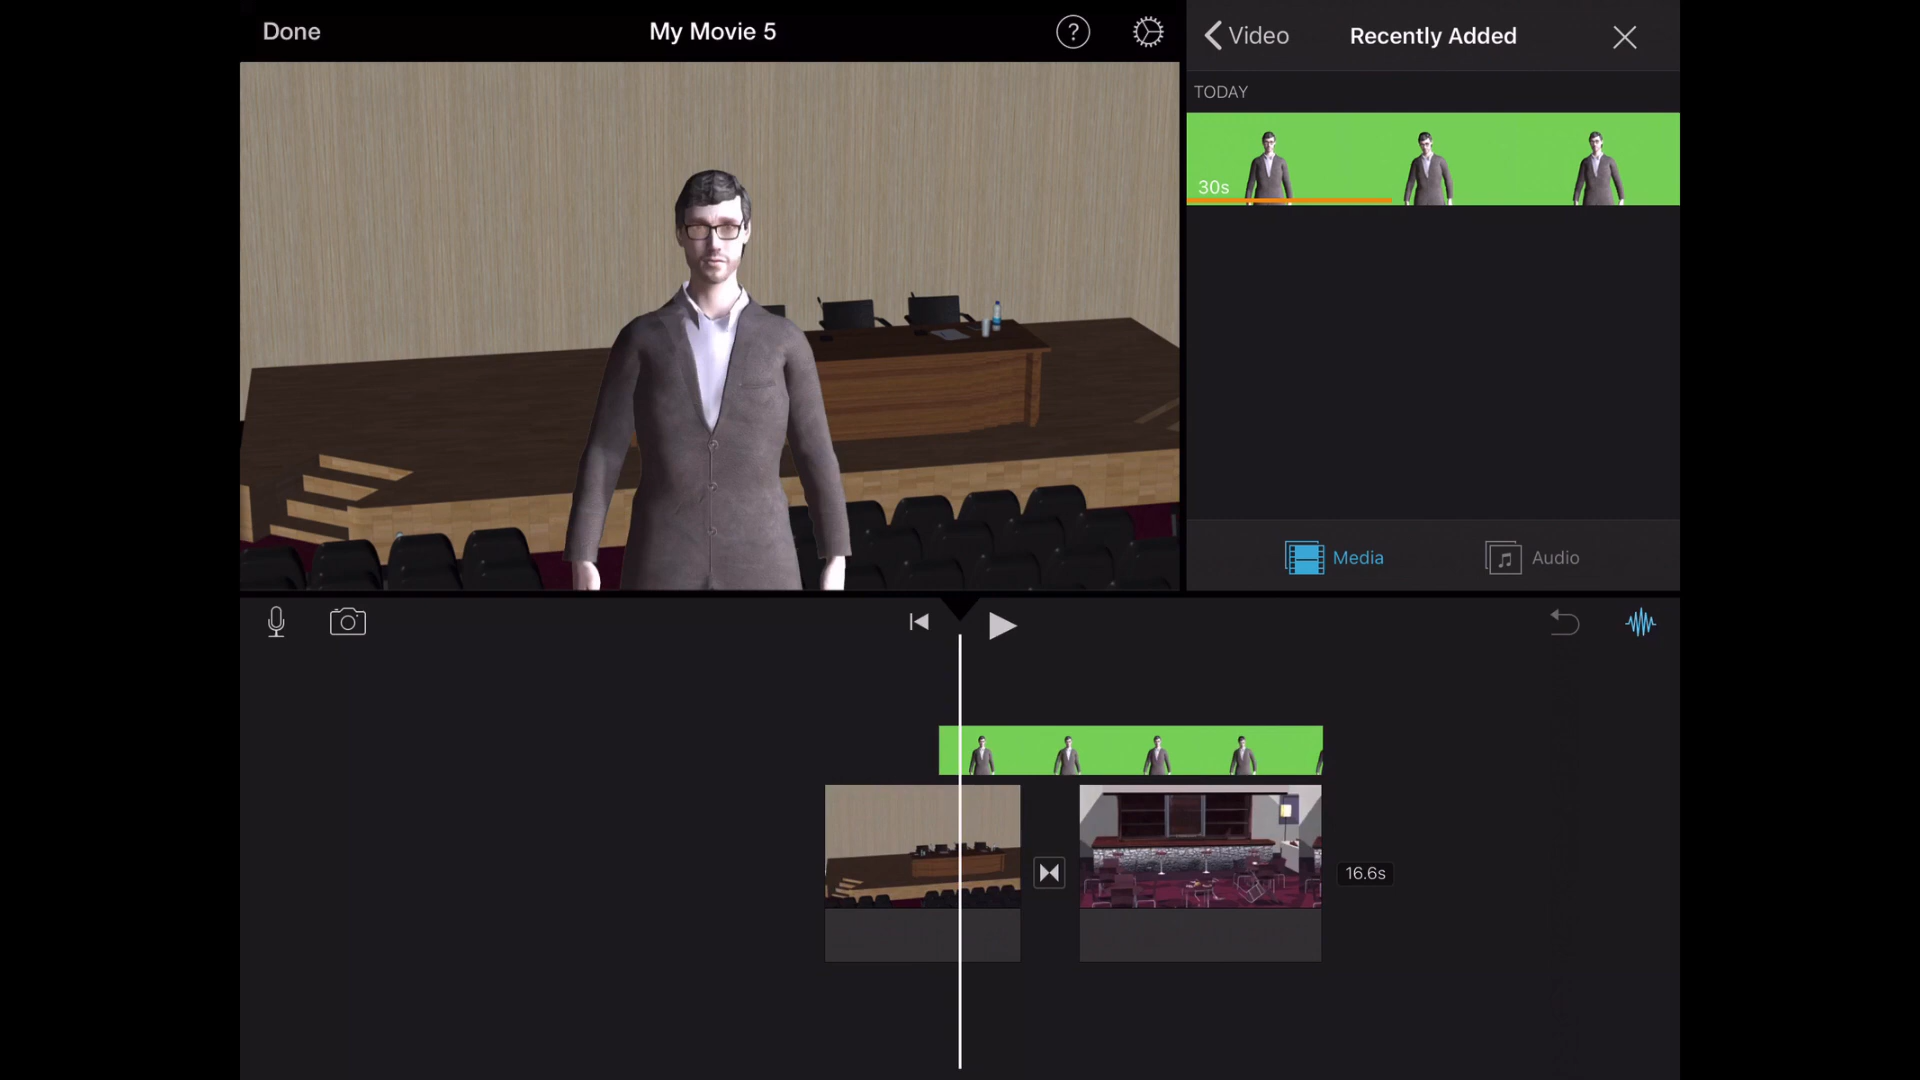 Done
My Movie 5
?
Video
Recently Added
TODAY
30s
Media
Audio
16.6s